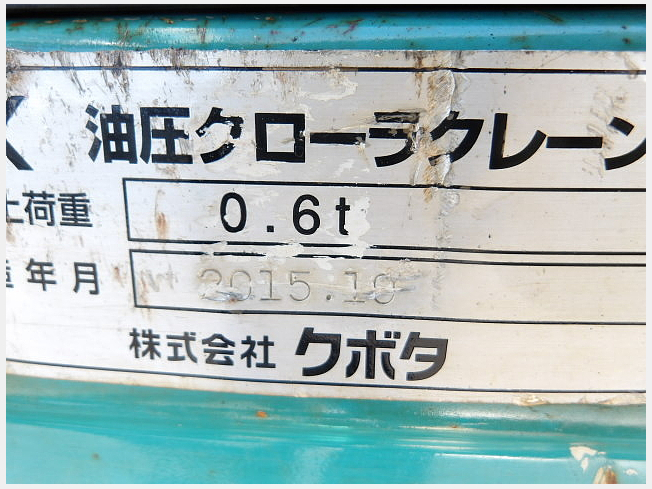 油圧クローラクレーン
上荷重 0.6t
年月 2015.10
株式会社 クボタ